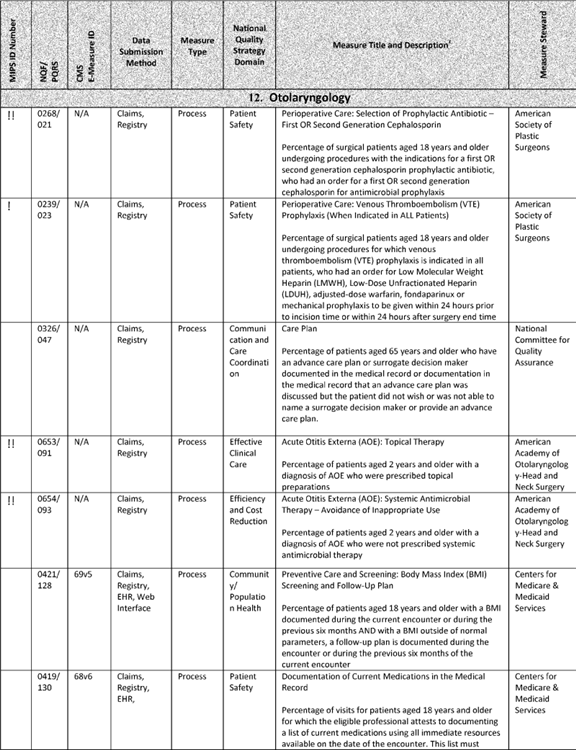 MIPS ID Number
NQF/
PQRS
CMS
E-Measure ID
Data
Submission
Method
Measure
Type
National
Quality
Strategy
Domain
Measure Title and Description
Measure Steward
12. Otolaryngology
!!
0268/
021
N/A
Claims,
Registry
Process
Patient
Safety
Perioperative Care: Selection of Prophylactic Antibiotic –
First OR Second Generation Cephalosporin
Percentage of surgical patients aged 18 years and older
undergoing procedures with the indications for a first OR
second generation cephalosporin prophylactic antibiotic,
who had an order for a first OR second generation
cephalosporin for antimicrobial prophylaxis
American
Society of
Plastic
Surgeons
!
0239/
023
N/A
Claims,
Registry
Process
Patient
Safety
Perioperative Care: Venous Thromboembolism (VTE)
Prophylaxis (When Indicated in ALL Patients)
Percentage of surgical patients aged 18 years and older
undergoing procedures for which venous
thromboembolism (VTE) prophylaxis is indicated in all
patients, who had an order for Low Molecular Weight
Heparin (LMWH), Low-Dose Unfractionated Heparin
(LDUH), adjusted-dose warfarin, fondaparinux or
mechanical prophylaxis to be given within 24 hours prior
to incision time or within 24 hours after surgery end time
American
Society of
Plastic
Surgeons
0326/
047
N/A
Claims,
Registry
Process
Communi
cation and
Care
Coordinati
on
Care Plan
Percentage of patients aged 65 years and older who have
an advance care plan or surrogate decision maker
documented in the medical record or documentation in
the medical record that an advance care plan was
discussed but the patient did not wish or was not able to
name a surrogate decision maker or provide an advance
care plan.
National
Committee for
Quality
Assurance
!!
0653/
091
N/A
Claims,
Registry
Process
Effective
Clinical
Care
Acute Otitis Externa (AOE): Topical Therapy
Percentage of patients aged 2 years and older with a
diagnosis of AOE who were prescribed topical
preparations
American
Academy of
Otolaryngolog
y-Head and
Neck Surgery
!!
0654/
093
N/A
Claims,
Registry
Process
Efficiency
and Cost
Reduction
Acute Otitis Externa (AOE): Systemic Antimicrobial
Therapy – Avoidance of Inappropriate Use
Percentage of patients aged 2 years and older with a
diagnosis of AOE who were not prescribed systemic
antimicrobial therapy
American
Academy of
Otolaryngolog
y-Head and
Neck Surgery
0421/
128
69v5
Claims,
Registry,
EHR, Web
Interface
Process
Communit
y/
Populatio
n Health
Preventive Care and Screening: Body Mass Index (BMI)
Screening and Follow-Up Plan
Percentage of patients aged 18 years and older with a BMI
documented during the current encounter or during the
previous six months AND with a BMI outside of normal
parameters, a follow-up plan is documented during the
encounter or during the previous six months of the
current encounter
Centers for
Medicare &
Medicaid
Services
0419/
130
68v6
Claims,
Registry,
EHR,
Process
Patient
Safety
Documentation of Current Medications in the Medical
Record
Percentage of visits for patients aged 18 years and older
for which the eligible professional attests to documenting
a list of current medications using all immediate resources
available on the date of the encounter. This list must
Centers for
Medicare &
Medicaid
Services